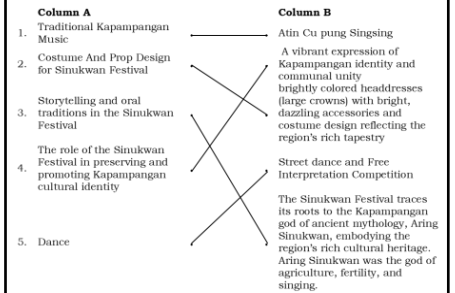 Column A
1. Traditional Kapampangan
Music
2. Costume And Prop Design
for Sinukwan Festival
3. Storytelling and oral
traditions in the Sinukwan
Festival
4. The role of the Sinukwan
Festival in preserving and
promoting Kapampangan
cultural identity
5. Dance
Column B
Atin Cu pung Singsing
A vibrant expression of
Kapampangan identity and
communal unity
brightly colored headdresses
(large crowns) with bright,
dazzling accessories and
costume design reflecting the
region's rich tapestry
Street dance and Free
Interpretation Competition
The Sinukwan Festival traces
its roots to the Kapampangan
god of ancient mythology, Aring
Sinukwan, embodying the
region's rich cultural heritage.
Aring Sinukwan was the god of
agriculture, fertility, and
singing.